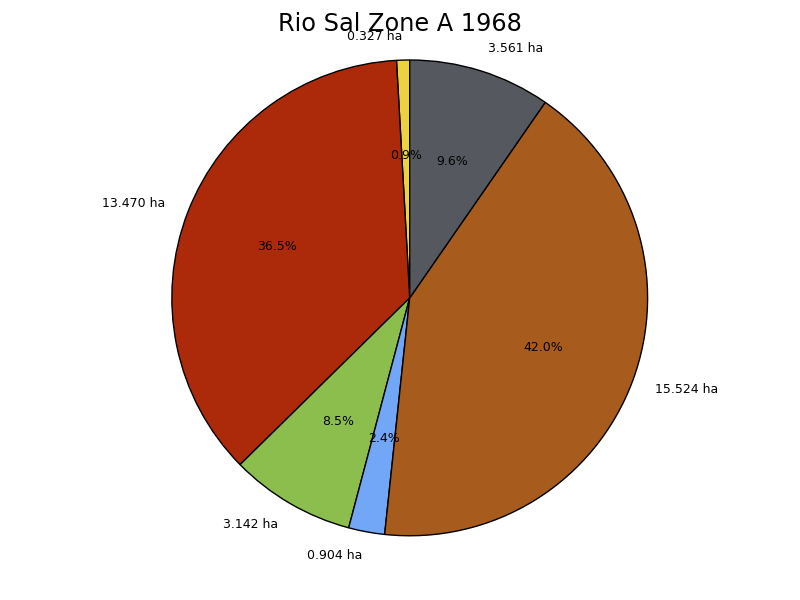 Rio Sal Zone A 1968
0.327 ha
3.561 ha
0.9%
9.6%
13.470 ha
36.5%
42.0%
15.524 ha
8.5%
2.4%
3.142 ha
0.904 ha